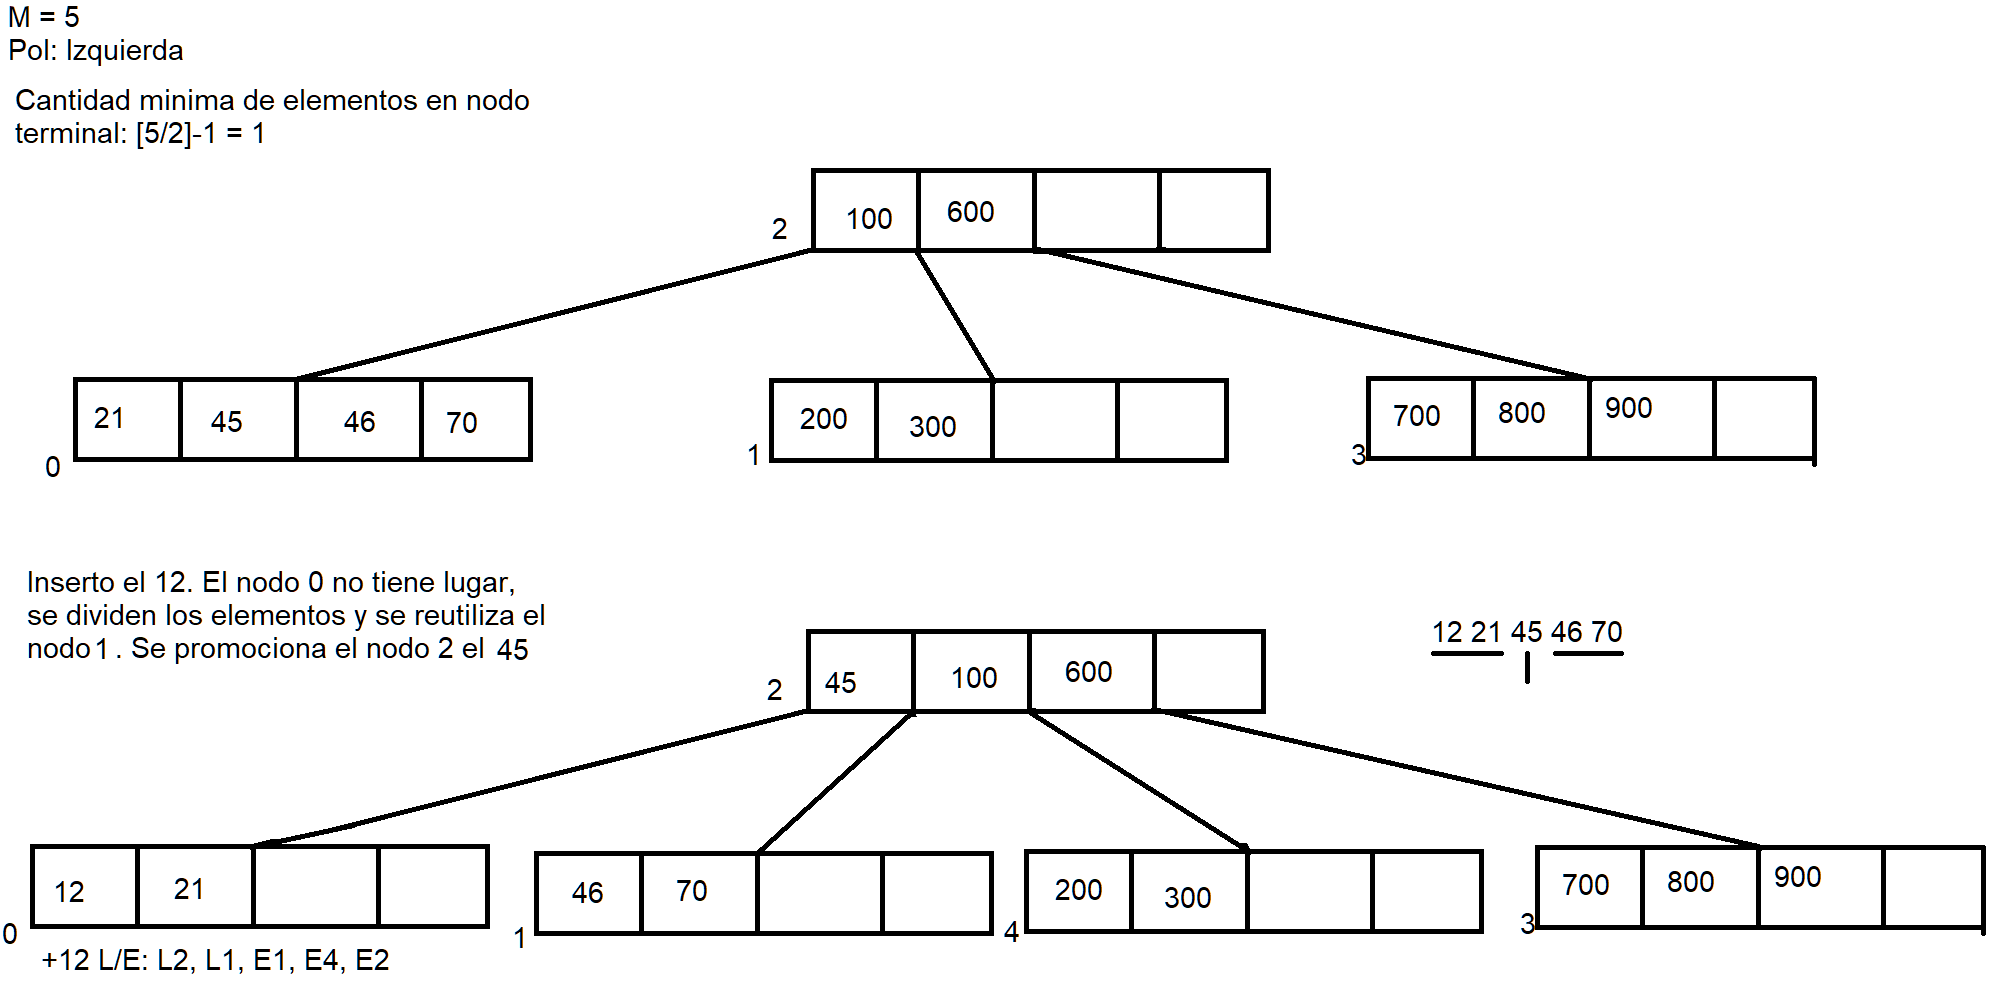 M = 5
Pol: Izquierda
Cantidad minima de elementos en nodo
terminal: [5/2]-1 = 1
2 100 600
0 21 45 46 70
1 200 300
3 700 800 900
Inserto el 12. El nodo 0 no tiene lugar,
se dividen los elementos y se reutiliza el
nodo 1 . Se promociona el nodo 2 el 45
12 21 45 46 70
2 45 100 600
0 12 21
1 46 70
4 200 300
3 700 800 900
+12 L/E: L2, L1, E1, E4, E2